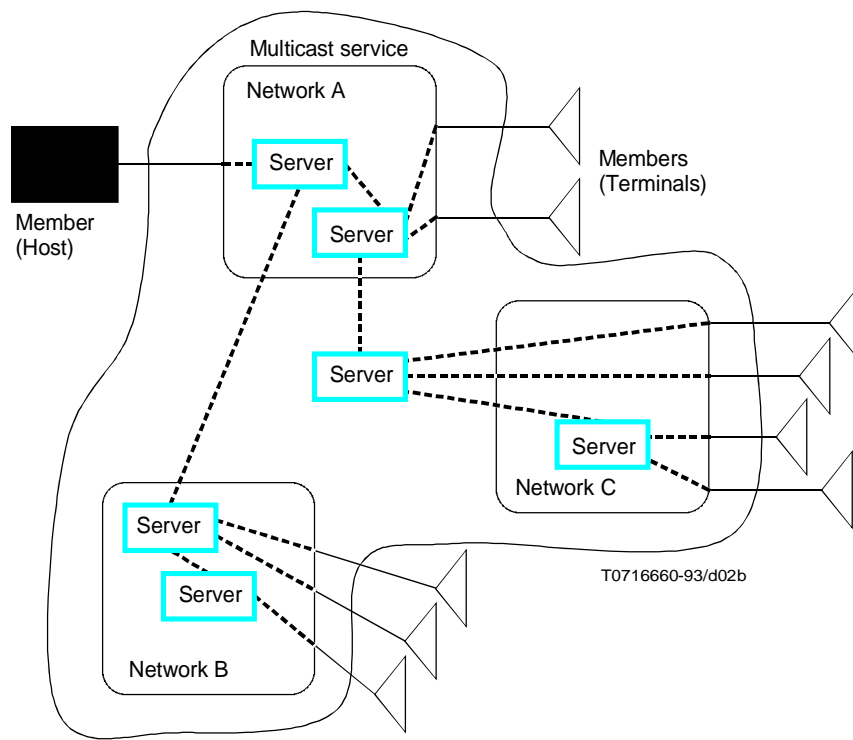 Multicast service
Network A
Server
Server
Members
(Terminals)
Member
(Host)
Server
Server
Network C
Server
Server
T0716660-93/d02b
Network B